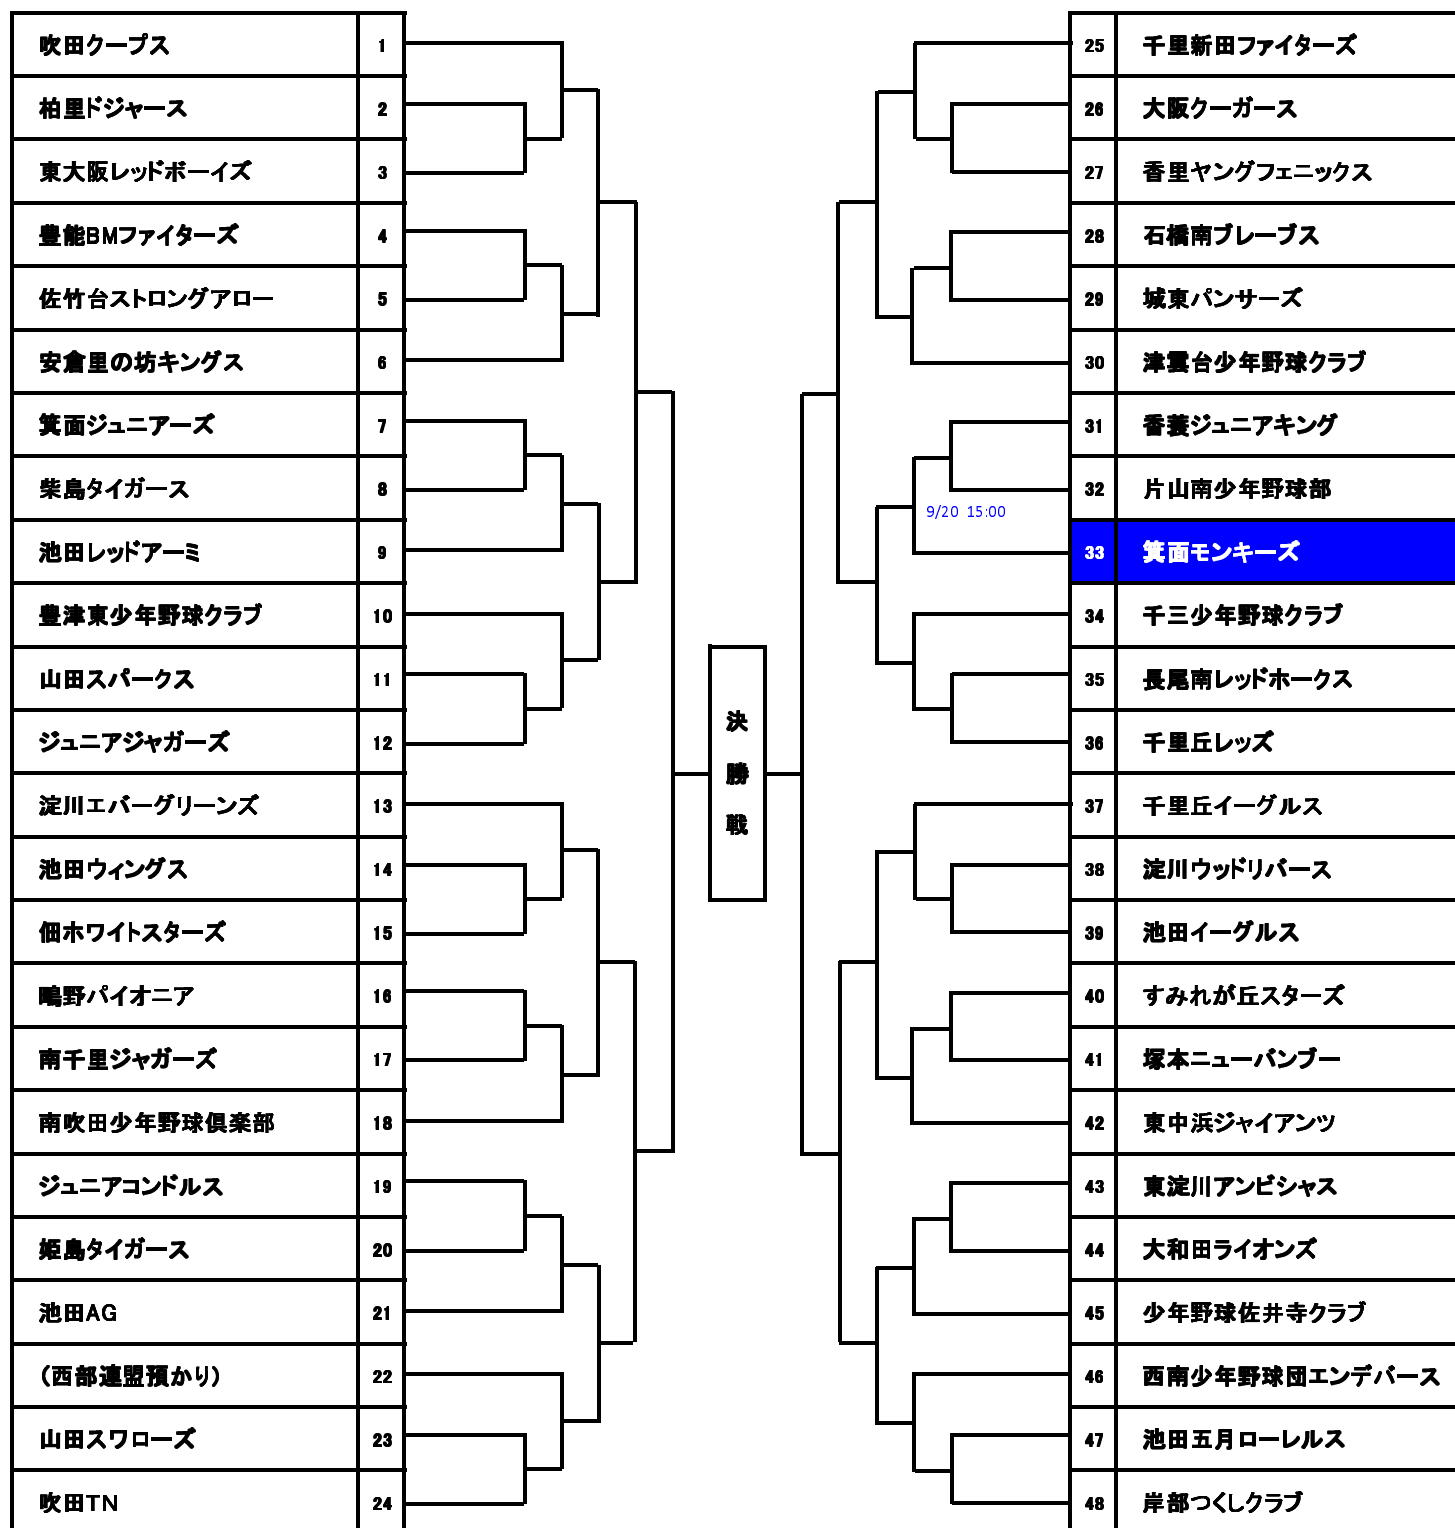 吹田クープス 1
柏里ドジャース 2
東大阪レッドボーイズ 3
豊能BMファイターズ 4
佐竹台ストロングアロー 5
安倉里の坊キングス 6
箕面ジュニアーズ 7
柴島タイガース 8
池田レッドアーミ 9
豊津東少年野球クラブ 10
山田スパークス 11
ジュニアジャガーズ 12
淀川エバーグリーンズ 13
池田ウィングス 14
佃ホワイトスターズ 15
鴫野パイオニア 16
南千里ジャガーズ 17
南吹田少年野球倶楽部 18
ジュニアコンドルス 19
姫島タイガース 20
池田AG 21
(西部連盟預かり) 22
山田スワローズ 23
吹田TN 24
決勝戦
25 千里新田ファイターズ
26 大阪クーガース
27 香里ヤングフェニックス
28 石橋南ブレーブス
29 城東パンサーズ
30 津雲台少年野球クラブ
31 香蓑ジュニアキング
32 片山南少年野球部
9/20 15:00
33 箕面モンキーズ
34 千三少年野球クラブ
35 長尾南レッドホークス
36 千里丘レッズ
37 千里丘イーグルス
38 淀川ウッドリバース
39 池田イーグルス
40 すみれが丘スターズ
41 塚本ニューバンブー
42 東中浜ジャイアンツ
43 東淀川アンビシャス
44 大和田ライオンズ
45 少年野球佐井寺クラブ
46 西南少年野球団エンデバース
47 池田五月ローレルス
48 岸部つくしクラブ